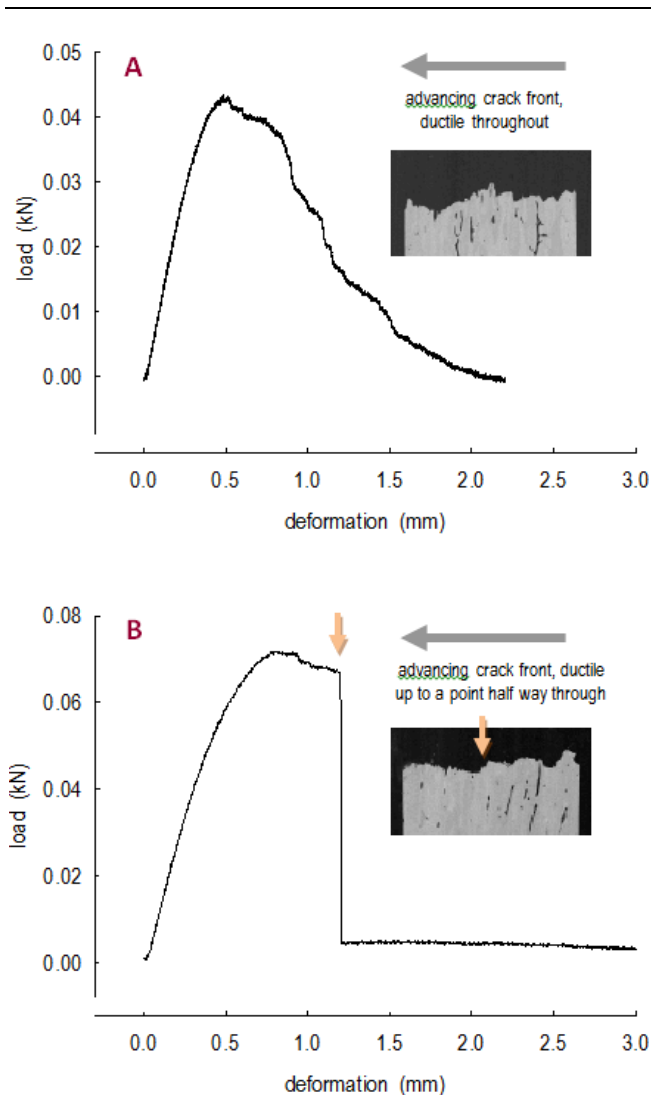 A
advancing crack front,
ductile throughout
0.05
0.04
0.03
0.02
0.01
0.00
load (kN)
0.0 0.5 1.0 1.5 2.0 2.5 3.0
deformation (mm)
B
advancing crack front, ductile
up to a point half way through
0.08
0.06
0.04
0.02
0.00
load (kN)
0.0 0.5 1.0 1.5 2.0 2.5 3.0
deformation (mm)